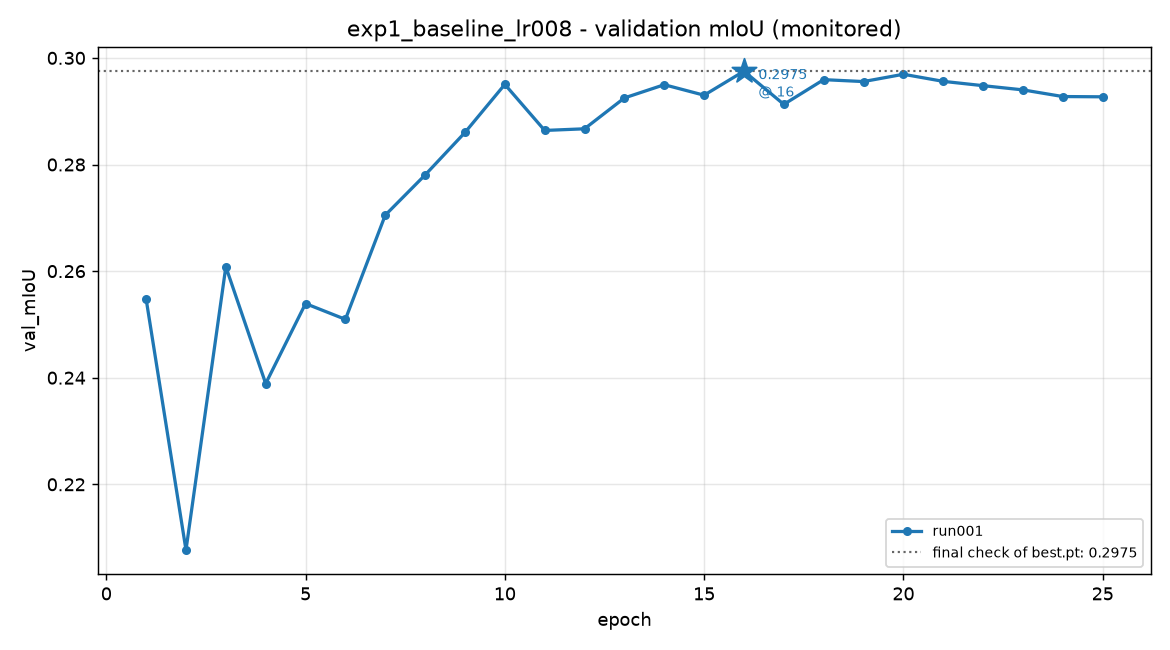 exp1_baseline_lr008 - validation mIoU (monitored)
val_mIoU
0.30
0.28
0.26
0.24
0.22
0.2975
@ 16
run001
final check of best.pt: 0.2975
0
5
10
15
20
25
epoch